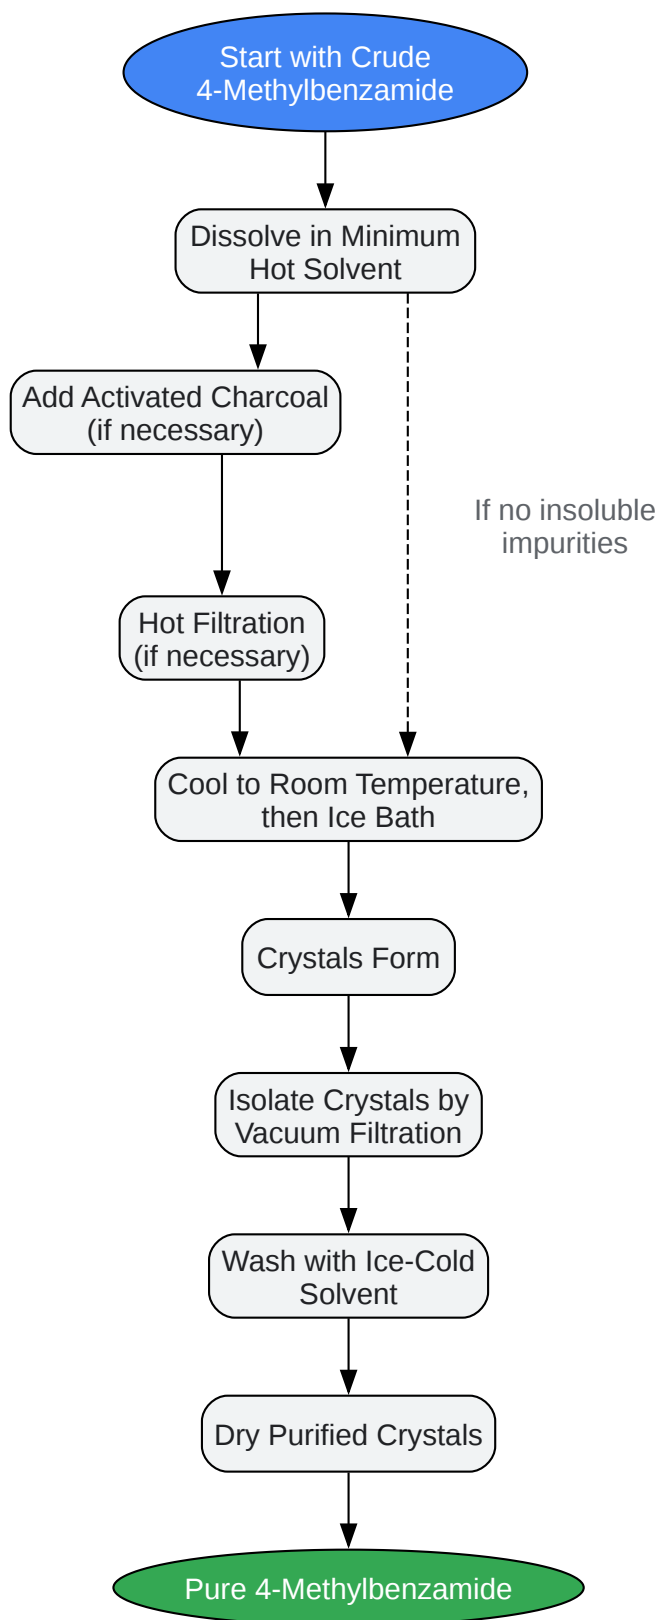 Start with Crude
4-Methylbenzamide
Dissolve in Minimum
Hot Solvent
Add Activated Charcoal
(if necessary)
If no insoluble
impurities
Hot Filtration
(if necessary)
Cool to Room Temperature,
then Ice Bath
Crystals Form
Isolate Crystals by
Vacuum Filtration
Wash with Ice-Cold
Solvent
Dry Purified Crystals
Pure 4-Methylbenzamide